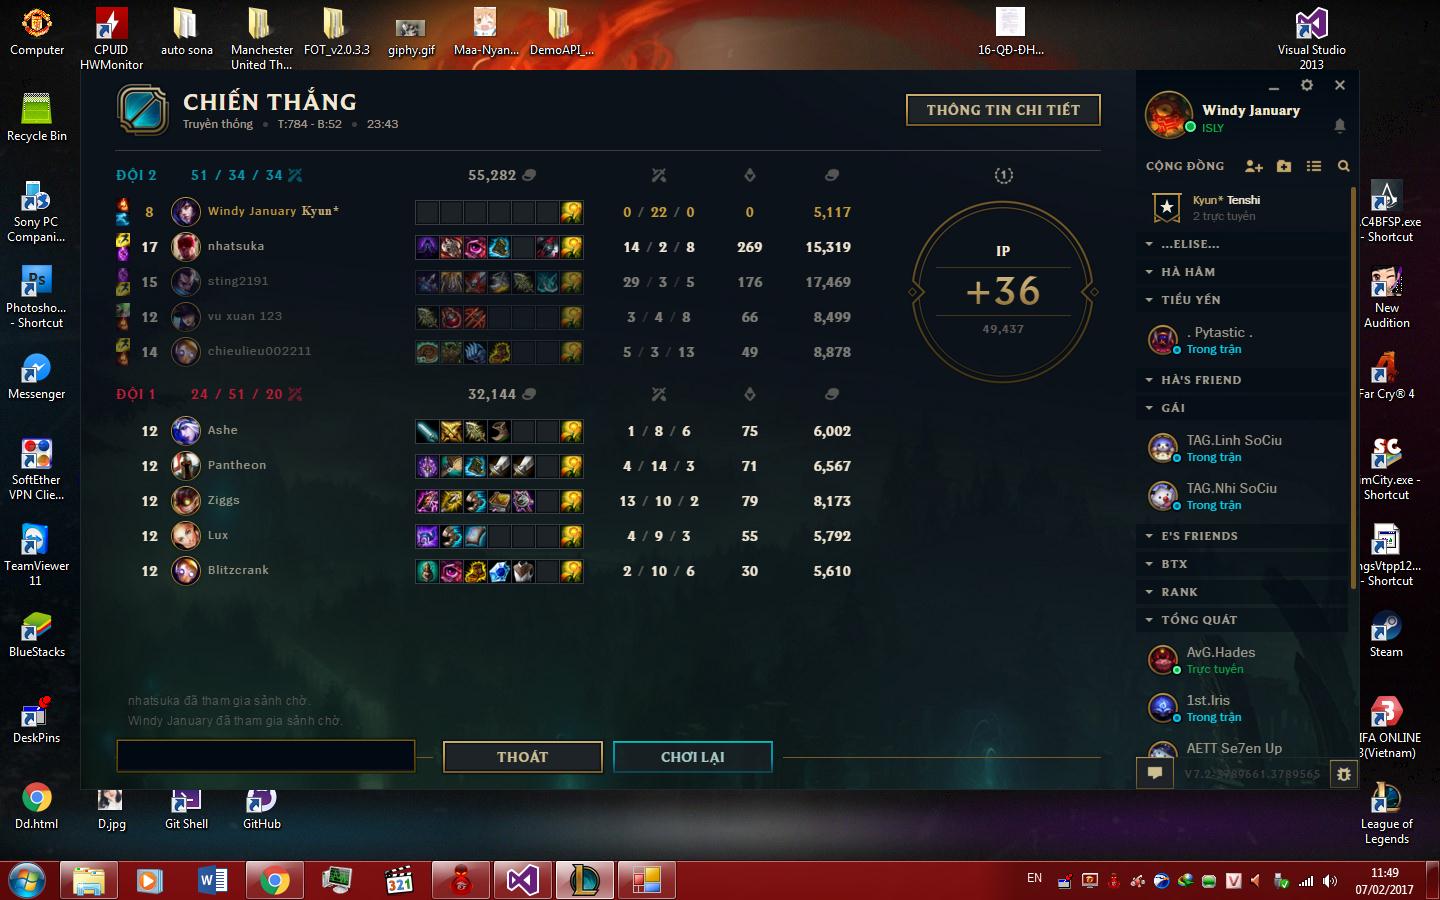 Computer
CPUID
HWMonitor
auto sona
Manchester
United Th...
FOT_v2.0.3.3
giphy.gif
Maa-Nyan...
DemoAPI_...
16-QĐ-ĐH...
Visual Studio
2013
Recycle Bin
Sony PC
Compani...
Photosho...
- Shortcut
Messenger
SoftEther
VPN Clie...
TeamViewer
11
BlueStacks
DeskPins
Dd.html
D.jpg
Git Shell
GitHub
CHIẾN THẮNG
Truyền thống • T:784 - B:52 • 23:43
THÔNG TIN CHI TIẾT
ĐỘI 2 51 / 34 / 34 55,282
8 Windy January Kyun* 0 / 22 / 0 0 5,117
17 nhatsuka 14 / 2 / 8 269 15,319
15 sting2191 29 / 3 / 5 176 17,469
12 vu xuan 123 3 / 4 / 8 66 8,499
14 chieulieu002211 5 / 3 / 13 49 8,878
ĐỘI 1 24 / 51 / 20 32,144
12 Ashe 1 / 8 / 6 75 6,002
12 Pantheon 4 / 14 / 3 71 6,567
12 Ziggs 13 / 10 / 2 79 8,173
12 Lux 4 / 9 / 3 55 5,792
12 Blitzcrank 2 / 10 / 6 30 5,610
1
IP
+36
49,437
nhatsuka đã tham gia sảnh chờ.
Windy January đã tham gia sảnh chờ.
THOÁT
CHƠI LẠI
Windy January
ISLY
CỘNG ĐỒNG
Kyun* Tenshi
2 trực tuyến
...ELISE...
HÀ HÂM
TIỂU YẾN
. Pytastic .
Trong trận
HÀ'S FRIEND
GÁI
TAG.Linh SoCiu
Trong trận
TAG.Nhi SoCiu
Trong trận
E'S FRIENDS
BTX
RANK
TỔNG QUÁT
AvG.Hades
Trực tuyến
1st.Iris
Trong trận
AETT Se7en Up
V7.2-3789661.3789565
.C4BFSP.exe
- Shortcut
New
Audition
Far Cry® 4
imCity.exe -
Shortcut
ngsVtpp12...
- Shortcut
Steam
IFA ONLINE
3(Vietnam)
League of
Legends
EN
11:49
07/02/2017